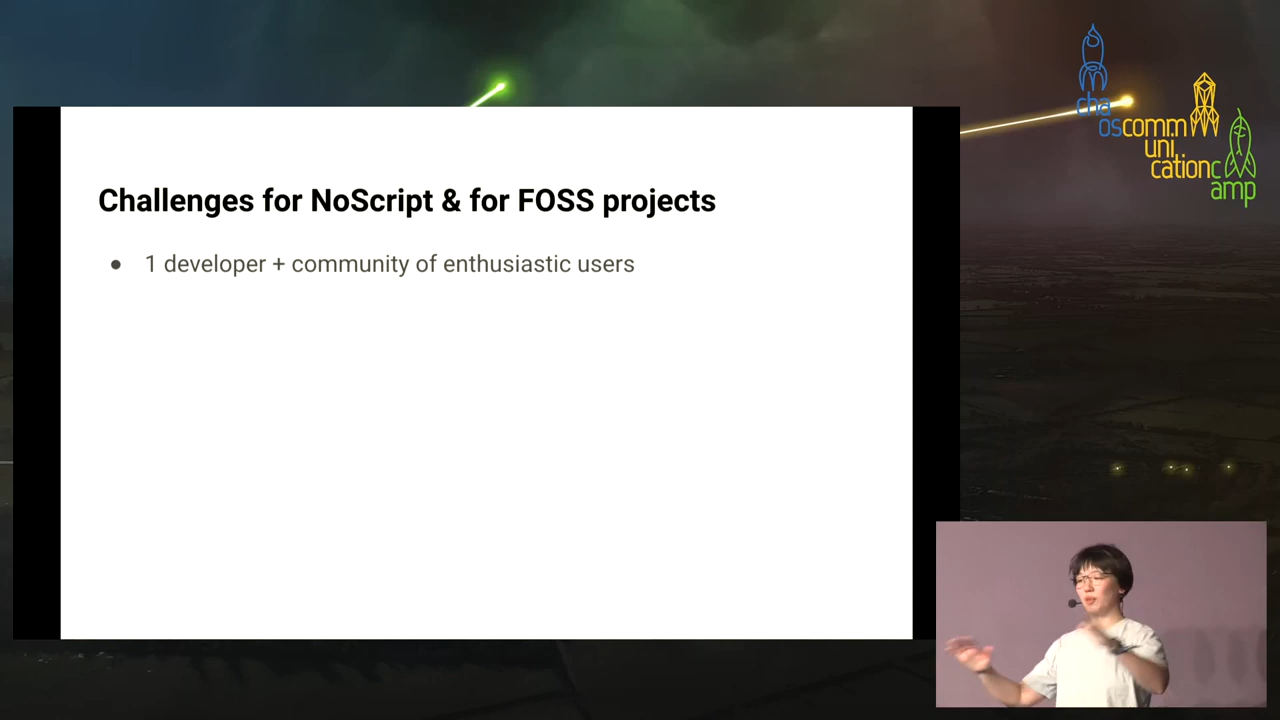 Challenges for NoScript & for FOSS projects
● 1 developer + community of enthusiastic users
cha
oscomm
uni
cationc
amp